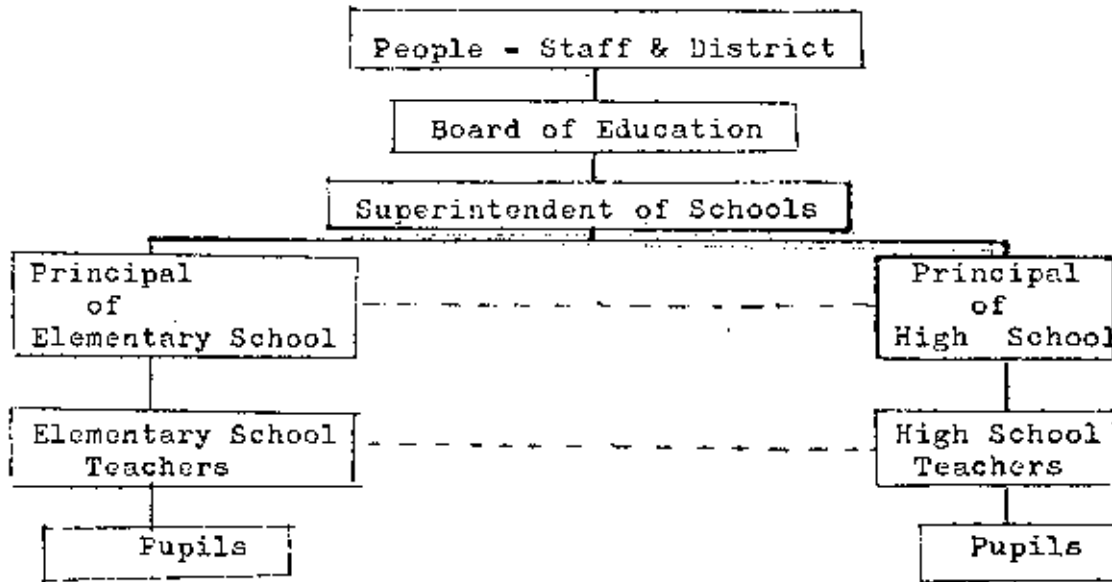 People - Staff & District
Board of Education
Superintendent of Schools
Principal
of
Elementary School
Principal
of
High School
Elementary School
Teachers
High School
Teachers
Pupils
Pupils